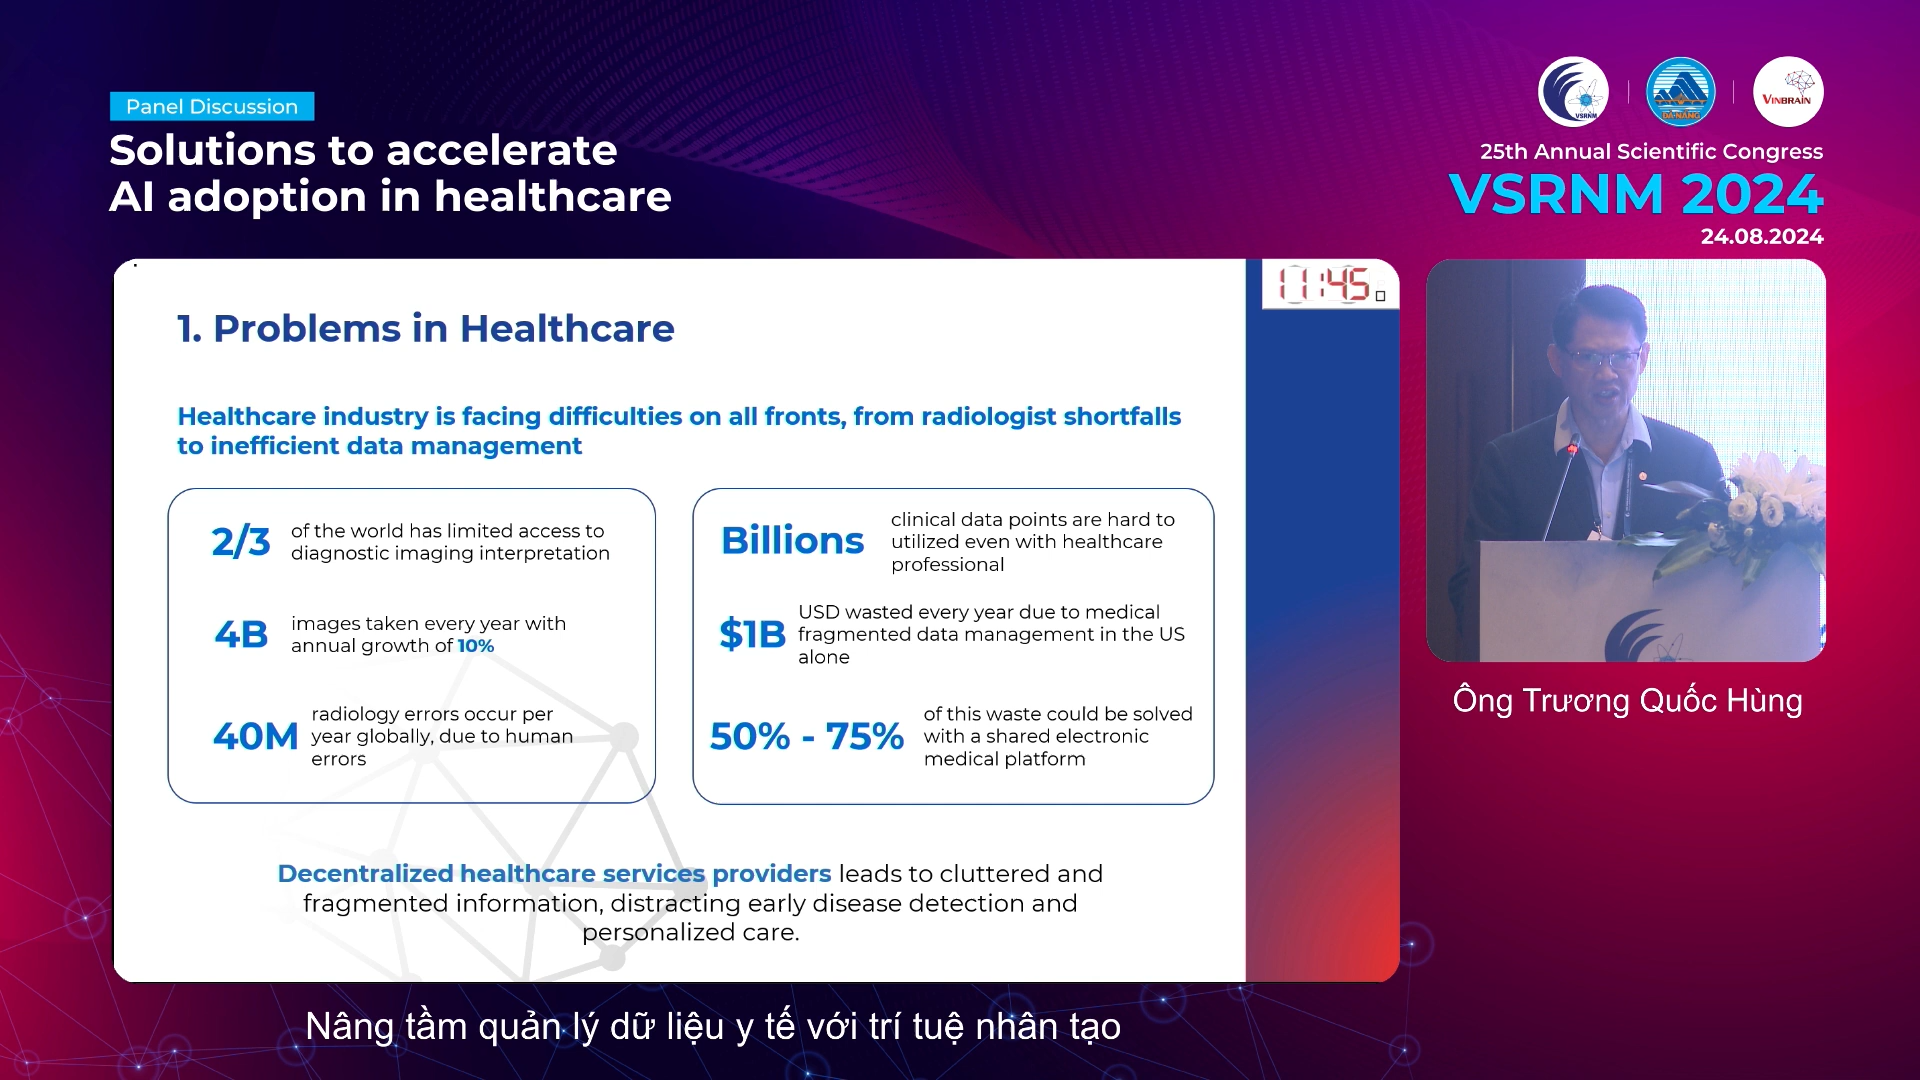 Panel Discussion
Solutions to accelerate
AI adoption in healthcare
VSRNM
DA NANG
VINBRAIN
25th Annual Scientific Congress
VSRNM 2024
24.08.2024
11:45
1. Problems in Healthcare
Healthcare industry is facing difficulties on all fronts, from radiologist shortfalls
to inefficient data management
2/3
of the world has limited access to
diagnostic imaging interpretation
4B
images taken every year with
annual growth of 10%
40M
radiology errors occur per
year globally, due to human
errors
Billions
clinical data points are hard to
utilized even with healthcare
professional
$1B
USD wasted every year due to medical
fragmented data management in the US
alone
50% - 75%
of this waste could be solved
with a shared electronic
medical platform
Decentralized healthcare services providers leads to cluttered and
fragmented information, distracting early disease detection and
personalized care.
Ông Trương Quốc Hùng
Nâng tầm quản lý dữ liệu y tế với trí tuệ nhân tạo